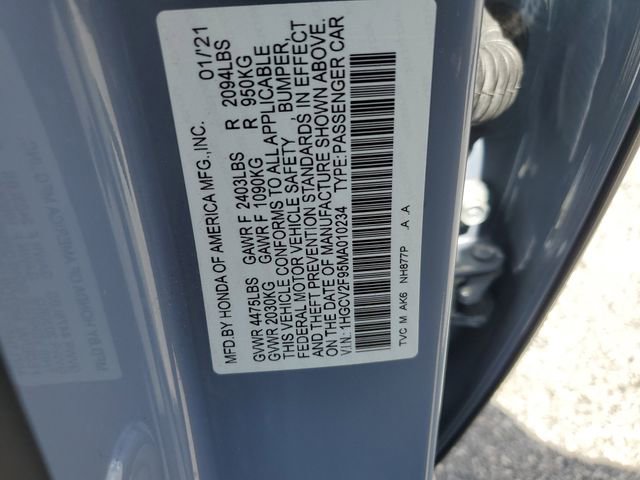 MFD.BY HONDA OF AMERICA MFG.,INC. 01/'21
GVWR 4475LBS GAWR F 2403LBS R 2094LBS
GVWR 2030KG GAWR F 1090KG R 950KG
THIS VEHICLE CONFORMS TO ALL APPLICABLE
FEDERAL MOTOR VEHICLE SAFETY, BUMPER,
AND THEFT PREVENTION STANDARDS IN EFFECT
ON THE DATE OF MANUFACTURE SHOWN ABOVE.
V.I.N.:1HGCV2F95MA010234 TYPE:PASSENGER CAR
TVC M AK6 NH877P .A .A